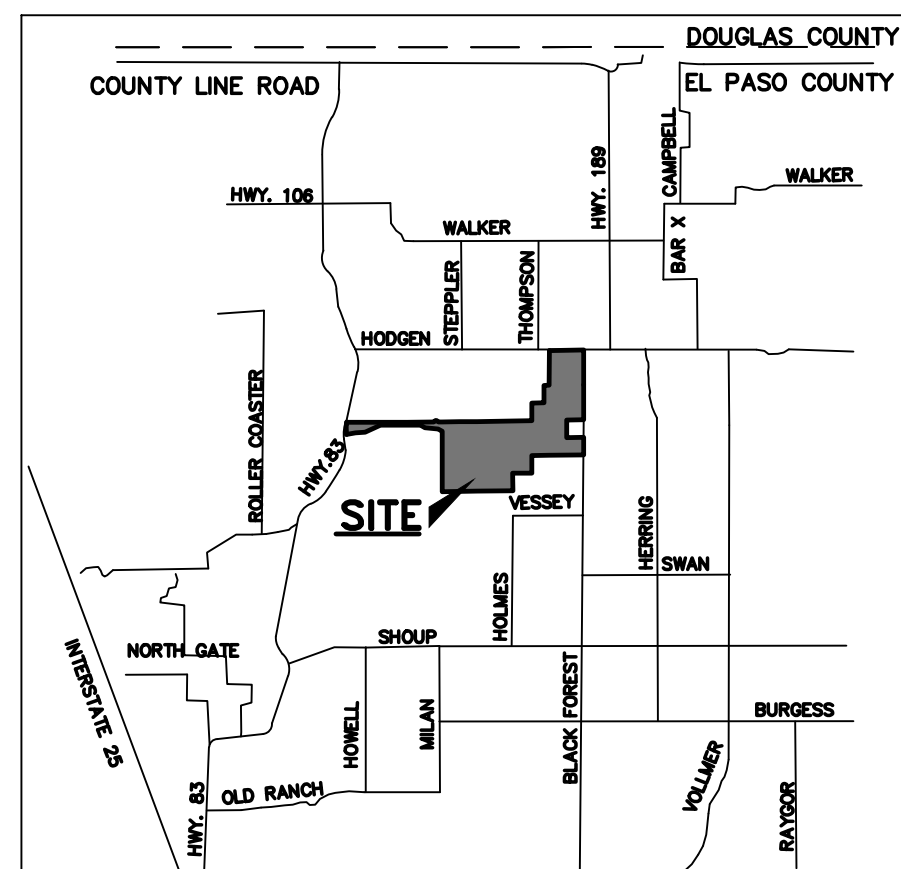 DOUGLAS COUNTY
COUNTY LINE ROAD
EL PASO COUNTY
CAMPBELL
HWY. 189
WALKER
HWY. 106
WALKER
BAR X
STEPPLER
THOMPSON
HODGEN
ROLLER COASTER
HWY.83
SITE
VESSEY
HERRING
SWAN
HOLMES
SHOUP
NORTH GATE
INTERSTATE 25
HOWELL
MILAN
BLACK FOREST
BURGESS
VOLLMER
OLD RANCH
HWY. 83
RAYGOR